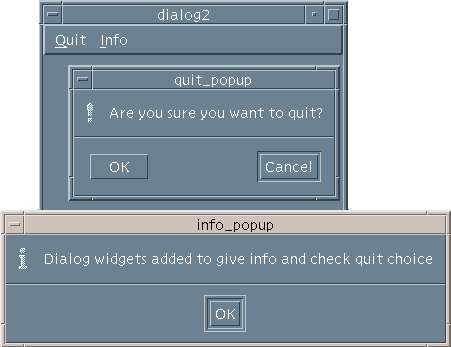 dialog2
Quit Info
quit_popup
Are you sure you want to quit?
OK Cancel
info_popup
Dialog widgets added to give info and check quit choice
OK